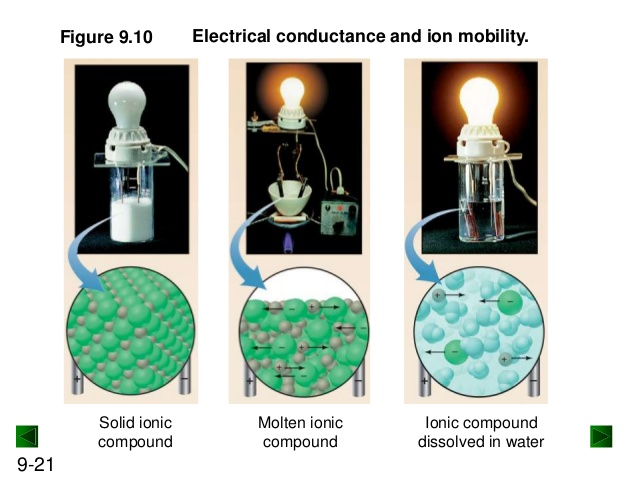 Figure 9.10 Electrical conductance and ion mobility.
+ −
+ −
+ −
− +
− +
+
−
+ −
− +
+ −
Solid ionic
compound
Molten ionic
compound
Ionic compound
dissolved in water
9-21